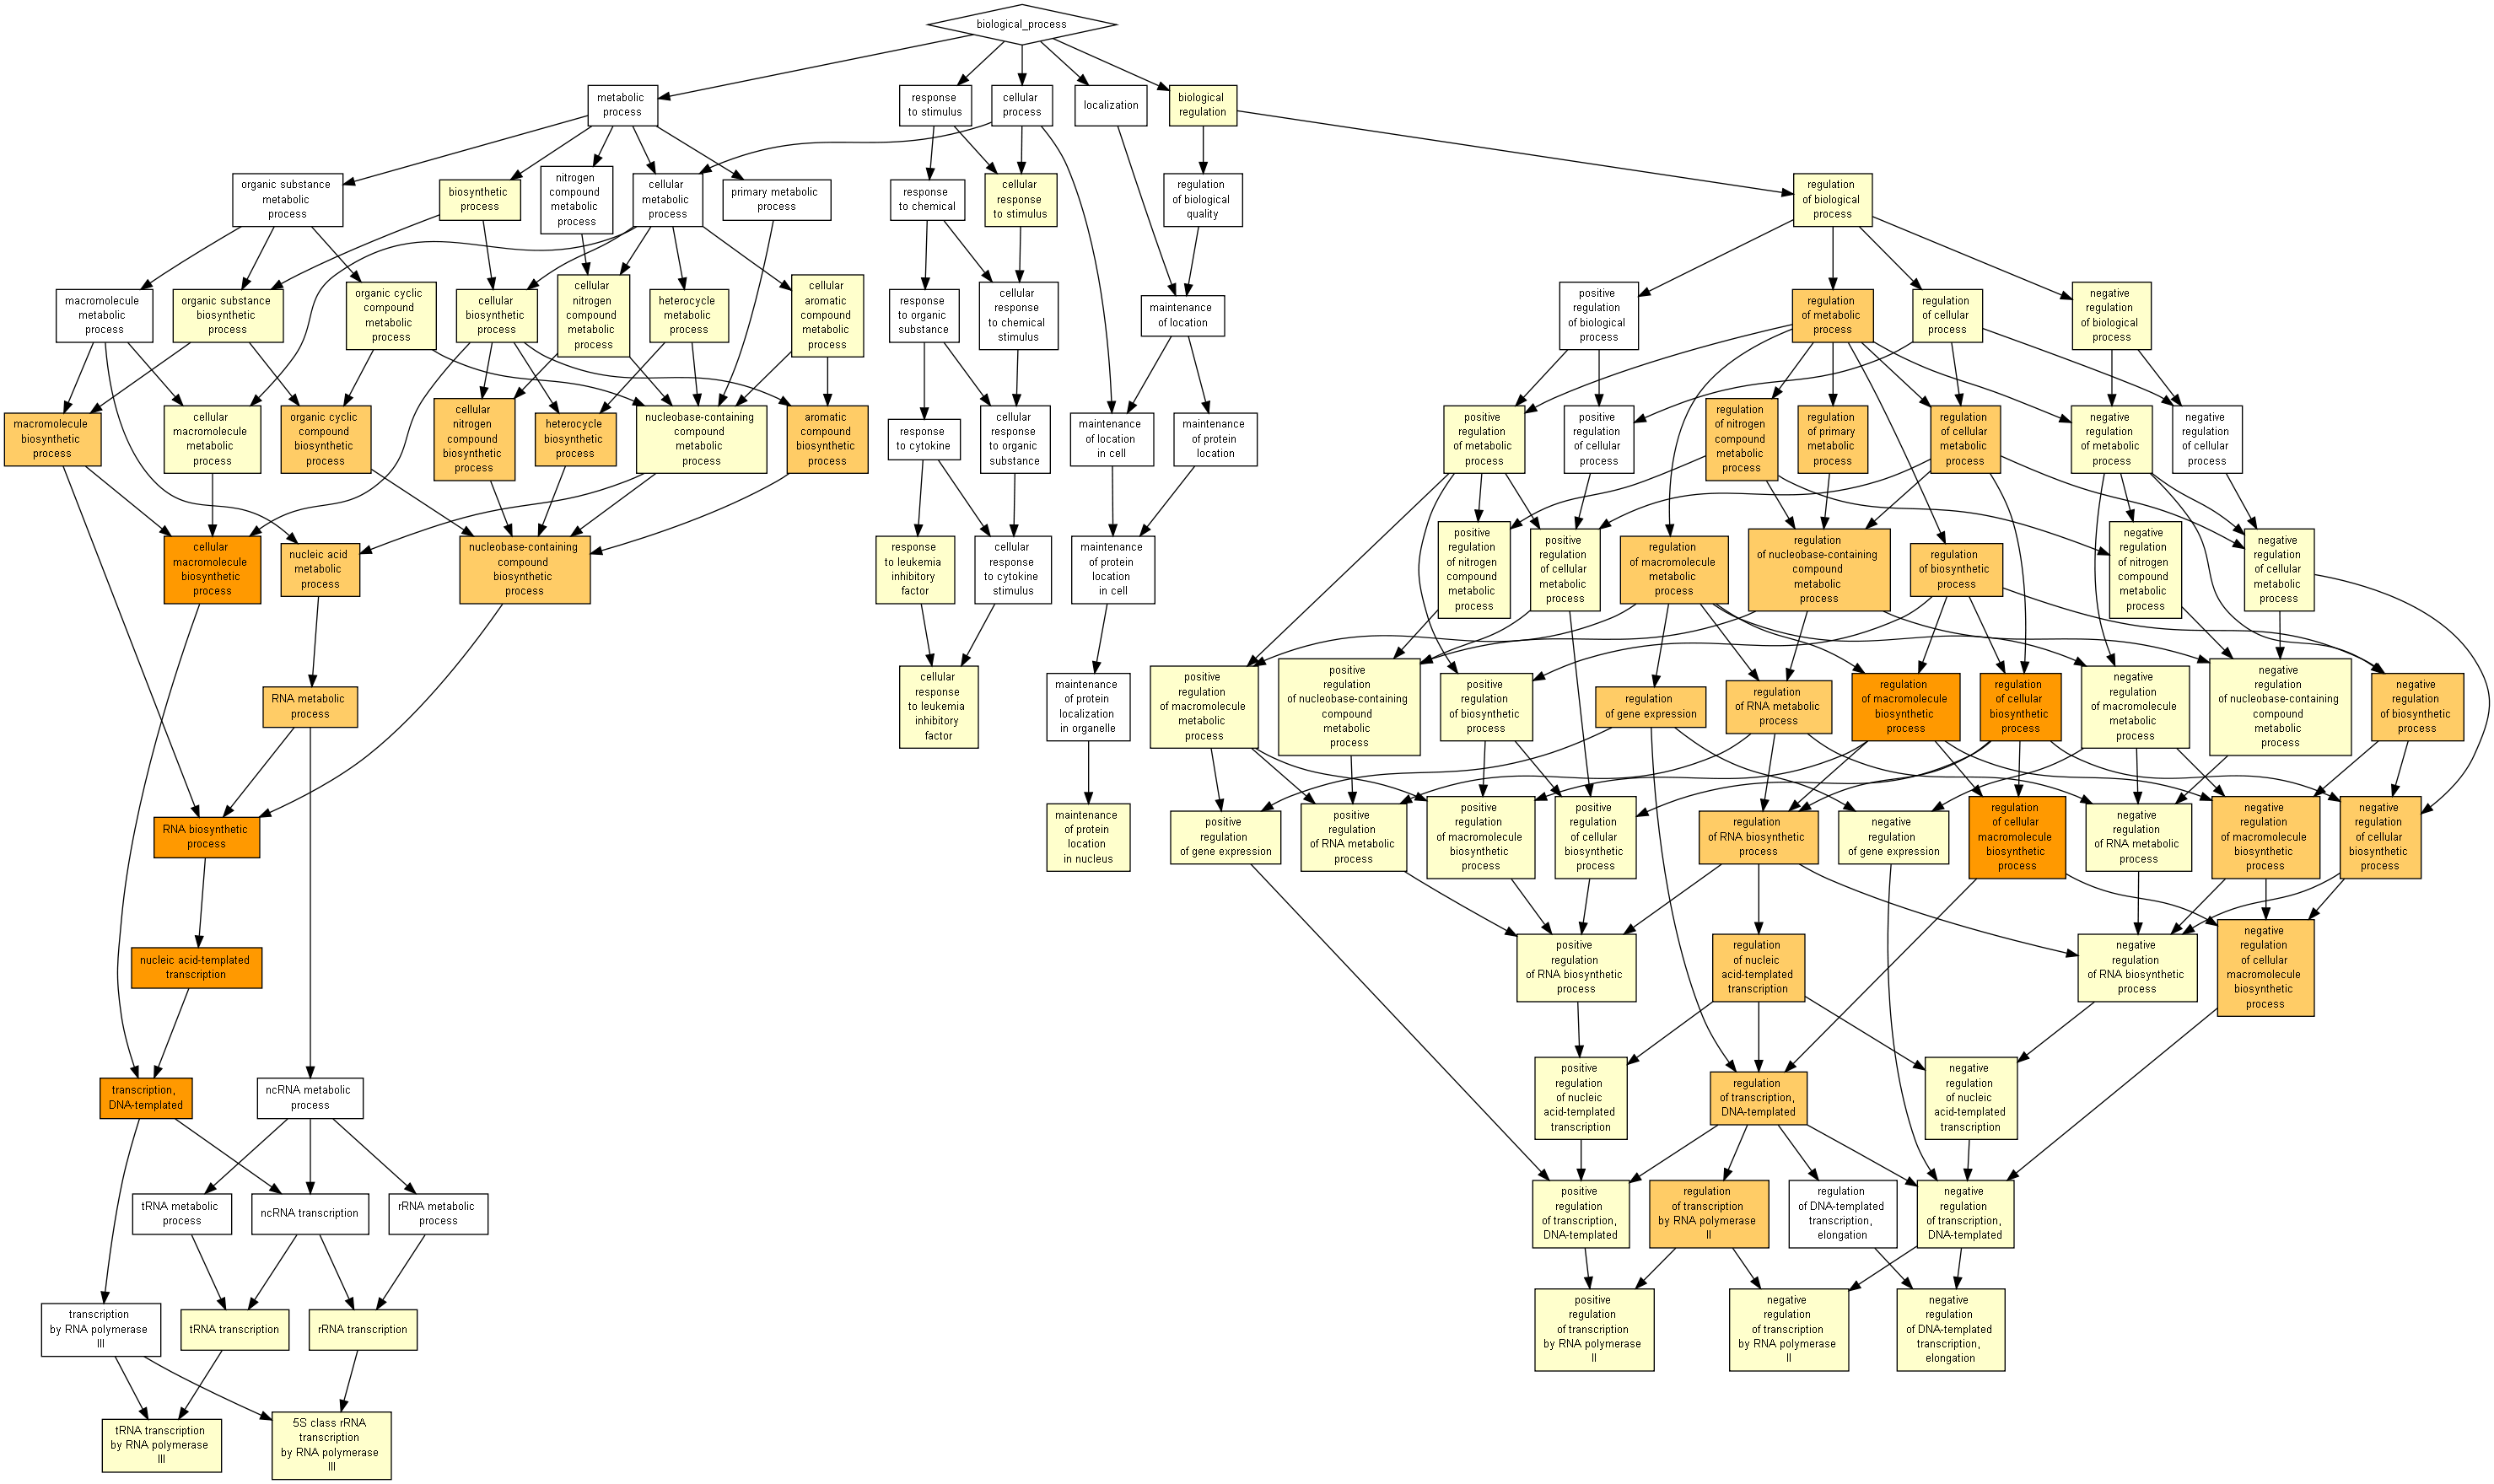 biological_process
metabolic
process
response
to stimulus
cellular
process
localization
biological
regulation
organic substance
metabolic
process
biosynthetic
process
nitrogen
compound
metabolic
process
cellular
metabolic
process
primary metabolic
process
response
to chemical
cellular
response
to stimulus
regulation
of biological
quality
regulation
of biological
process
macromolecule
metabolic
process
organic substance
biosynthetic
process
organic cyclic
compound
metabolic
process
cellular
biosynthetic
process
cellular
nitrogen
compound
metabolic
process
heterocycle
metabolic
process
cellular
aromatic
compound
metabolic
process
response
to organic
substance
cellular
response
to chemical
stimulus
maintenance
of location
positive
regulation
of biological
process
regulation
of metabolic
process
regulation
of cellular
process
negative
regulation
of biological
process
macromolecule
biosynthetic
process
cellular
macromolecule
metabolic
process
organic cyclic
compound
biosynthetic
process
cellular
nitrogen
compound
biosynthetic
process
heterocycle
biosynthetic
process
nucleobase-containing
compound
metabolic
process
aromatic
compound
biosynthetic
process
response
to cytokine
cellular
response
to organic
substance
maintenance
of location
in cell
maintenance
of protein
location
positive
regulation
of metabolic
process
positive
regulation
of cellular
process
regulation
of nitrogen
compound
metabolic
process
regulation
of primary
metabolic
process
regulation
of cellular
metabolic
process
negative
regulation
of metabolic
process
negative
regulation
of cellular
process
cellular
macromolecule
biosynthetic
process
nucleic acid
metabolic
process
nucleobase-containing
compound
biosynthetic
process
response
to leukemia
inhibitory
factor
cellular
response
to cytokine
stimulus
maintenance
of protein
location
in cell
positive
regulation
of nitrogen
compound
metabolic
process
positive
regulation
of cellular
metabolic
process
regulation
of macromolecule
metabolic
process
regulation
of nucleobase-containing
compound
metabolic
process
regulation
of biosynthetic
process
negative
regulation
of nitrogen
compound
metabolic
process
negative
regulation
of cellular
metabolic
process
RNA metabolic
process
cellular
response
to leukemia
inhibitory
factor
maintenance
of protein
localization
in organelle
positive
regulation
of macromolecule
metabolic
process
positive
regulation
of nucleobase-containing
compound
metabolic
process
positive
regulation
of biosynthetic
process
regulation
of gene expression
regulation
of RNA metabolic
process
regulation
of macromolecule
biosynthetic
process
regulation
of cellular
biosynthetic
process
negative
regulation
of macromolecule
metabolic
process
negative
regulation
of nucleobase-containing
compound
metabolic
process
negative
regulation
of biosynthetic
process
RNA biosynthetic
process
maintenance
of protein
location
in nucleus
positive
regulation
of gene expression
positive
regulation
of RNA metabolic
process
positive
regulation
of macromolecule
biosynthetic
process
positive
regulation
of cellular
biosynthetic
process
regulation
of RNA biosynthetic
process
negative
regulation
of gene expression
regulation
of cellular
macromolecule
biosynthetic
process
negative
regulation
of RNA metabolic
process
negative
regulation
of macromolecule
biosynthetic
process
negative
regulation
of cellular
biosynthetic
process
nucleic acid-templated
transcription
positive
regulation
of RNA biosynthetic
process
regulation
of nucleic
acid-templated
transcription
negative
regulation
of RNA biosynthetic
process
negative
regulation
of cellular
macromolecule
biosynthetic
process
transcription,
DNA-templated
ncRNA metabolic
process
positive
regulation
of nucleic
acid-templated
transcription
regulation
of transcription,
DNA-templated
negative
regulation
of nucleic
acid-templated
transcription
tRNA metabolic
process
ncRNA transcription
rRNA metabolic
process
positive
regulation
of transcription,
DNA-templated
regulation
of transcription
by RNA polymerase
II
regulation
of DNA-templated
transcription,
elongation
negative
regulation
of transcription,
DNA-templated
transcription
by RNA polymerase
III
tRNA transcription
rRNA transcription
positive
regulation
of transcription
by RNA polymerase
II
negative
regulation
of transcription
by RNA polymerase
II
negative
regulation
of DNA-templated
transcription,
elongation
tRNA transcription
by RNA polymerase
III
5S class rRNA
transcription
by RNA polymerase
III